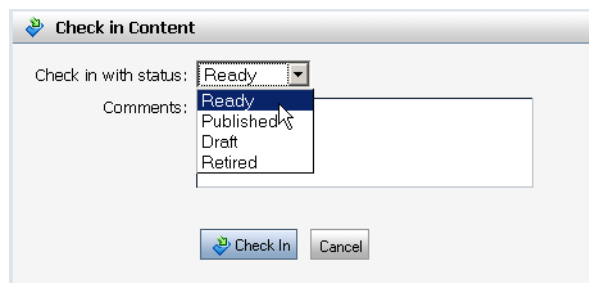 Check in Content
Check in with status: Ready
Comments:
Ready
Published
Draft
Retired
Check In
Cancel